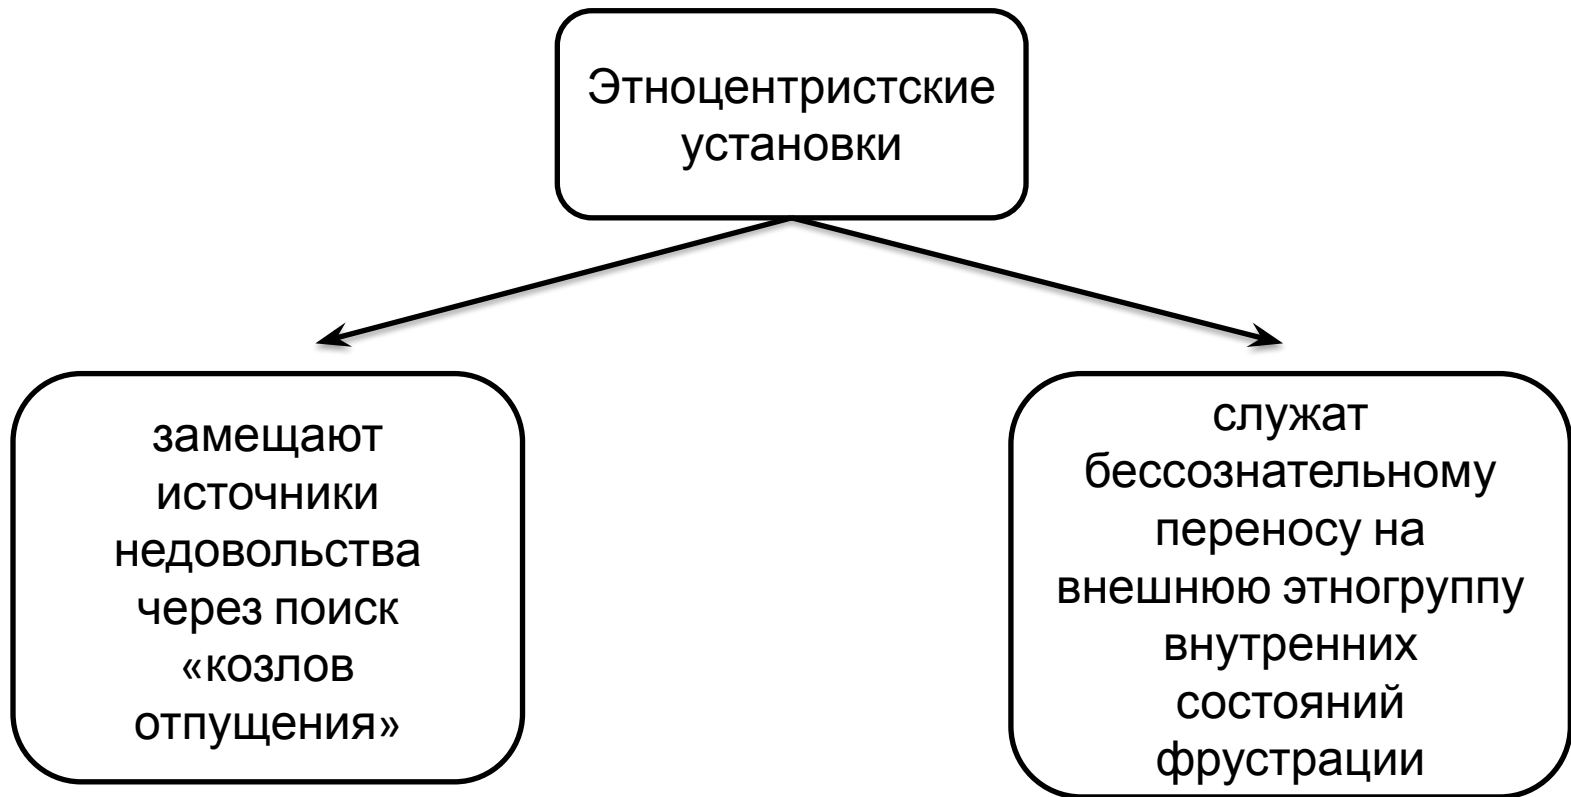 Этноцентристские
установки
замещают
источники
недовольства
через поиск
«козлов
отпущения»
служат
бессознательному
переносу на
внешнюю этногруппу
внутренних
состояний
фрустрации